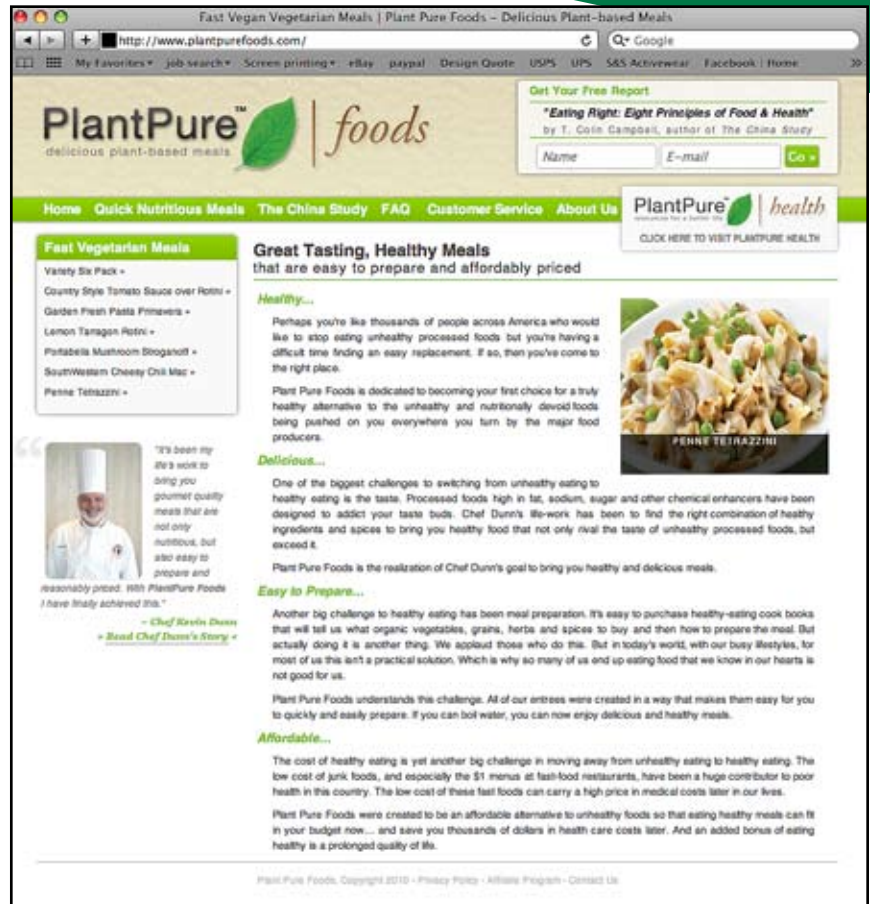 Fast Vegan Vegetarian Meals | Plant Pure Foods – Delicious Plant-based Meals
http://www.plantpurefoods.com/
Google
My Favorites job search Screen printing eBay paypal Design Quote USPS UPS S&S Activewear Facebook | Home
PlantPure™ foods
delicious plant-based meals
Get Your Free Report
"Eating Right: Eight Principles of Food & Health"
by T. Colin Campbell, author of The China Study
Name E-mail Go »
Home Quick Nutritious Meals The China Study FAQ Customer Service About Us
PlantPure™ health
resources for a better life
CLICK HERE TO VISIT PLANTPURE HEALTH
Fast Vegetarian Meals
Variety Six Pack »
Country Style Tomato Sauce over Rotini »
Garden Fresh Pasta Primavera »
Lemon Tarragon Rotini »
Portabella Mushroom Stroganoff »
SouthWestern Cheesy Chili Mac »
Penne Tetrazzini »
"It's been my
life's work to
bring you
gourmet quality
meals that are
not only
nutritious, but
also easy to
prepare and
reasonably priced. With PlantPure Foods
I have finally achieved this."
~ Chef Kevin Dunn
» Read Chef Dunn's Story «
Great Tasting, Healthy Meals
that are easy to prepare and affordably priced
Healthy...
Perhaps you're like thousands of people across America who would
like to stop eating unhealthy processed foods but you're having a
difficult time finding an easy replacement. If so, then you've come to
the right place.
Plant Pure Foods is dedicated to becoming your first choice for a truly
healthy alternative to the unhealthy and nutritionally devoid foods
being pushed on you everywhere you turn by the major food
producers.
PENNE TETRAZZINI
Delicious...
One of the biggest challenges to switching from unhealthy eating to
healthy eating is the taste. Processed foods high in fat, sodium, sugar and other chemical enhancers have been
designed to addict your taste buds. Chef Dunn's life-work has been to find the right combination of healthy
ingredients and spices to bring you healthy food that not only rival the taste of unhealthy processed foods, but
exceed it.
Plant Pure Foods is the realization of Chef Dunn's goal to bring you healthy and delicious meals.
Easy to Prepare...
Another big challenge to healthy eating has been meal preparation. It's easy to purchase healthy-eating cook books
that will tell us what organic vegetables, grains, herbs and spices to buy and then how to prepare the meal. But
actually doing it is another thing. We applaud those who do this. But in today's world, with our busy lifestyles, for
most of us this isn't a practical solution. Which is why so many of us end up eating food that we know in our hearts is
not good for us.
Plant Pure Foods understands this challenge. All of our entrees were created in a way that makes them easy for you
to quickly and easily prepare. If you can boil water, you can now enjoy delicious and healthy meals.
Affordable...
The cost of healthy eating is yet another big challenge in moving away from unhealthy eating to healthy eating. The
low cost of junk foods, and especially the $1 menus at fast-food restaurants, have been a huge contributor to poor
health in this country. The low cost of these fast foods can carry a high price in medical costs later in our lives.
Plant Pure Foods were created to be an affordable alternative to unhealthy foods so that eating healthy meals can fit
in your budget now... and save you thousands of dollars in health care costs later. And an added bonus of eating
healthy is a prolonged quality of life.
Plant Pure Foods, Copyright 2010 - Privacy Policy - Affiliate Program - Contact Us